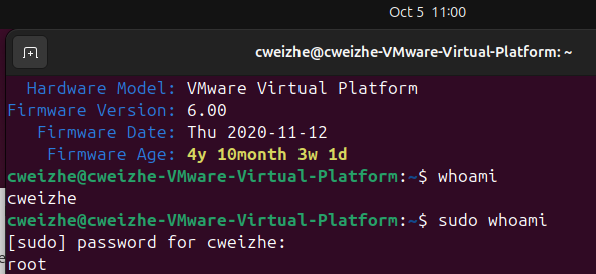 Oct 5 11:00
cweizhe@cweizhe-VMware-Virtual-Platform: ~
Hardware Model: VMware Virtual Platform
Firmware Version: 6.00
Firmware Date: Thu 2020-11-12
Firmware Age: 4y 10month 3w 1d
cweizhe@cweizhe-VMware-Virtual-Platform:~$ whoami
cweizhe
cweizhe@cweizhe-VMware-Virtual-Platform:~$ sudo whoami
[sudo] password for cweizhe:
root